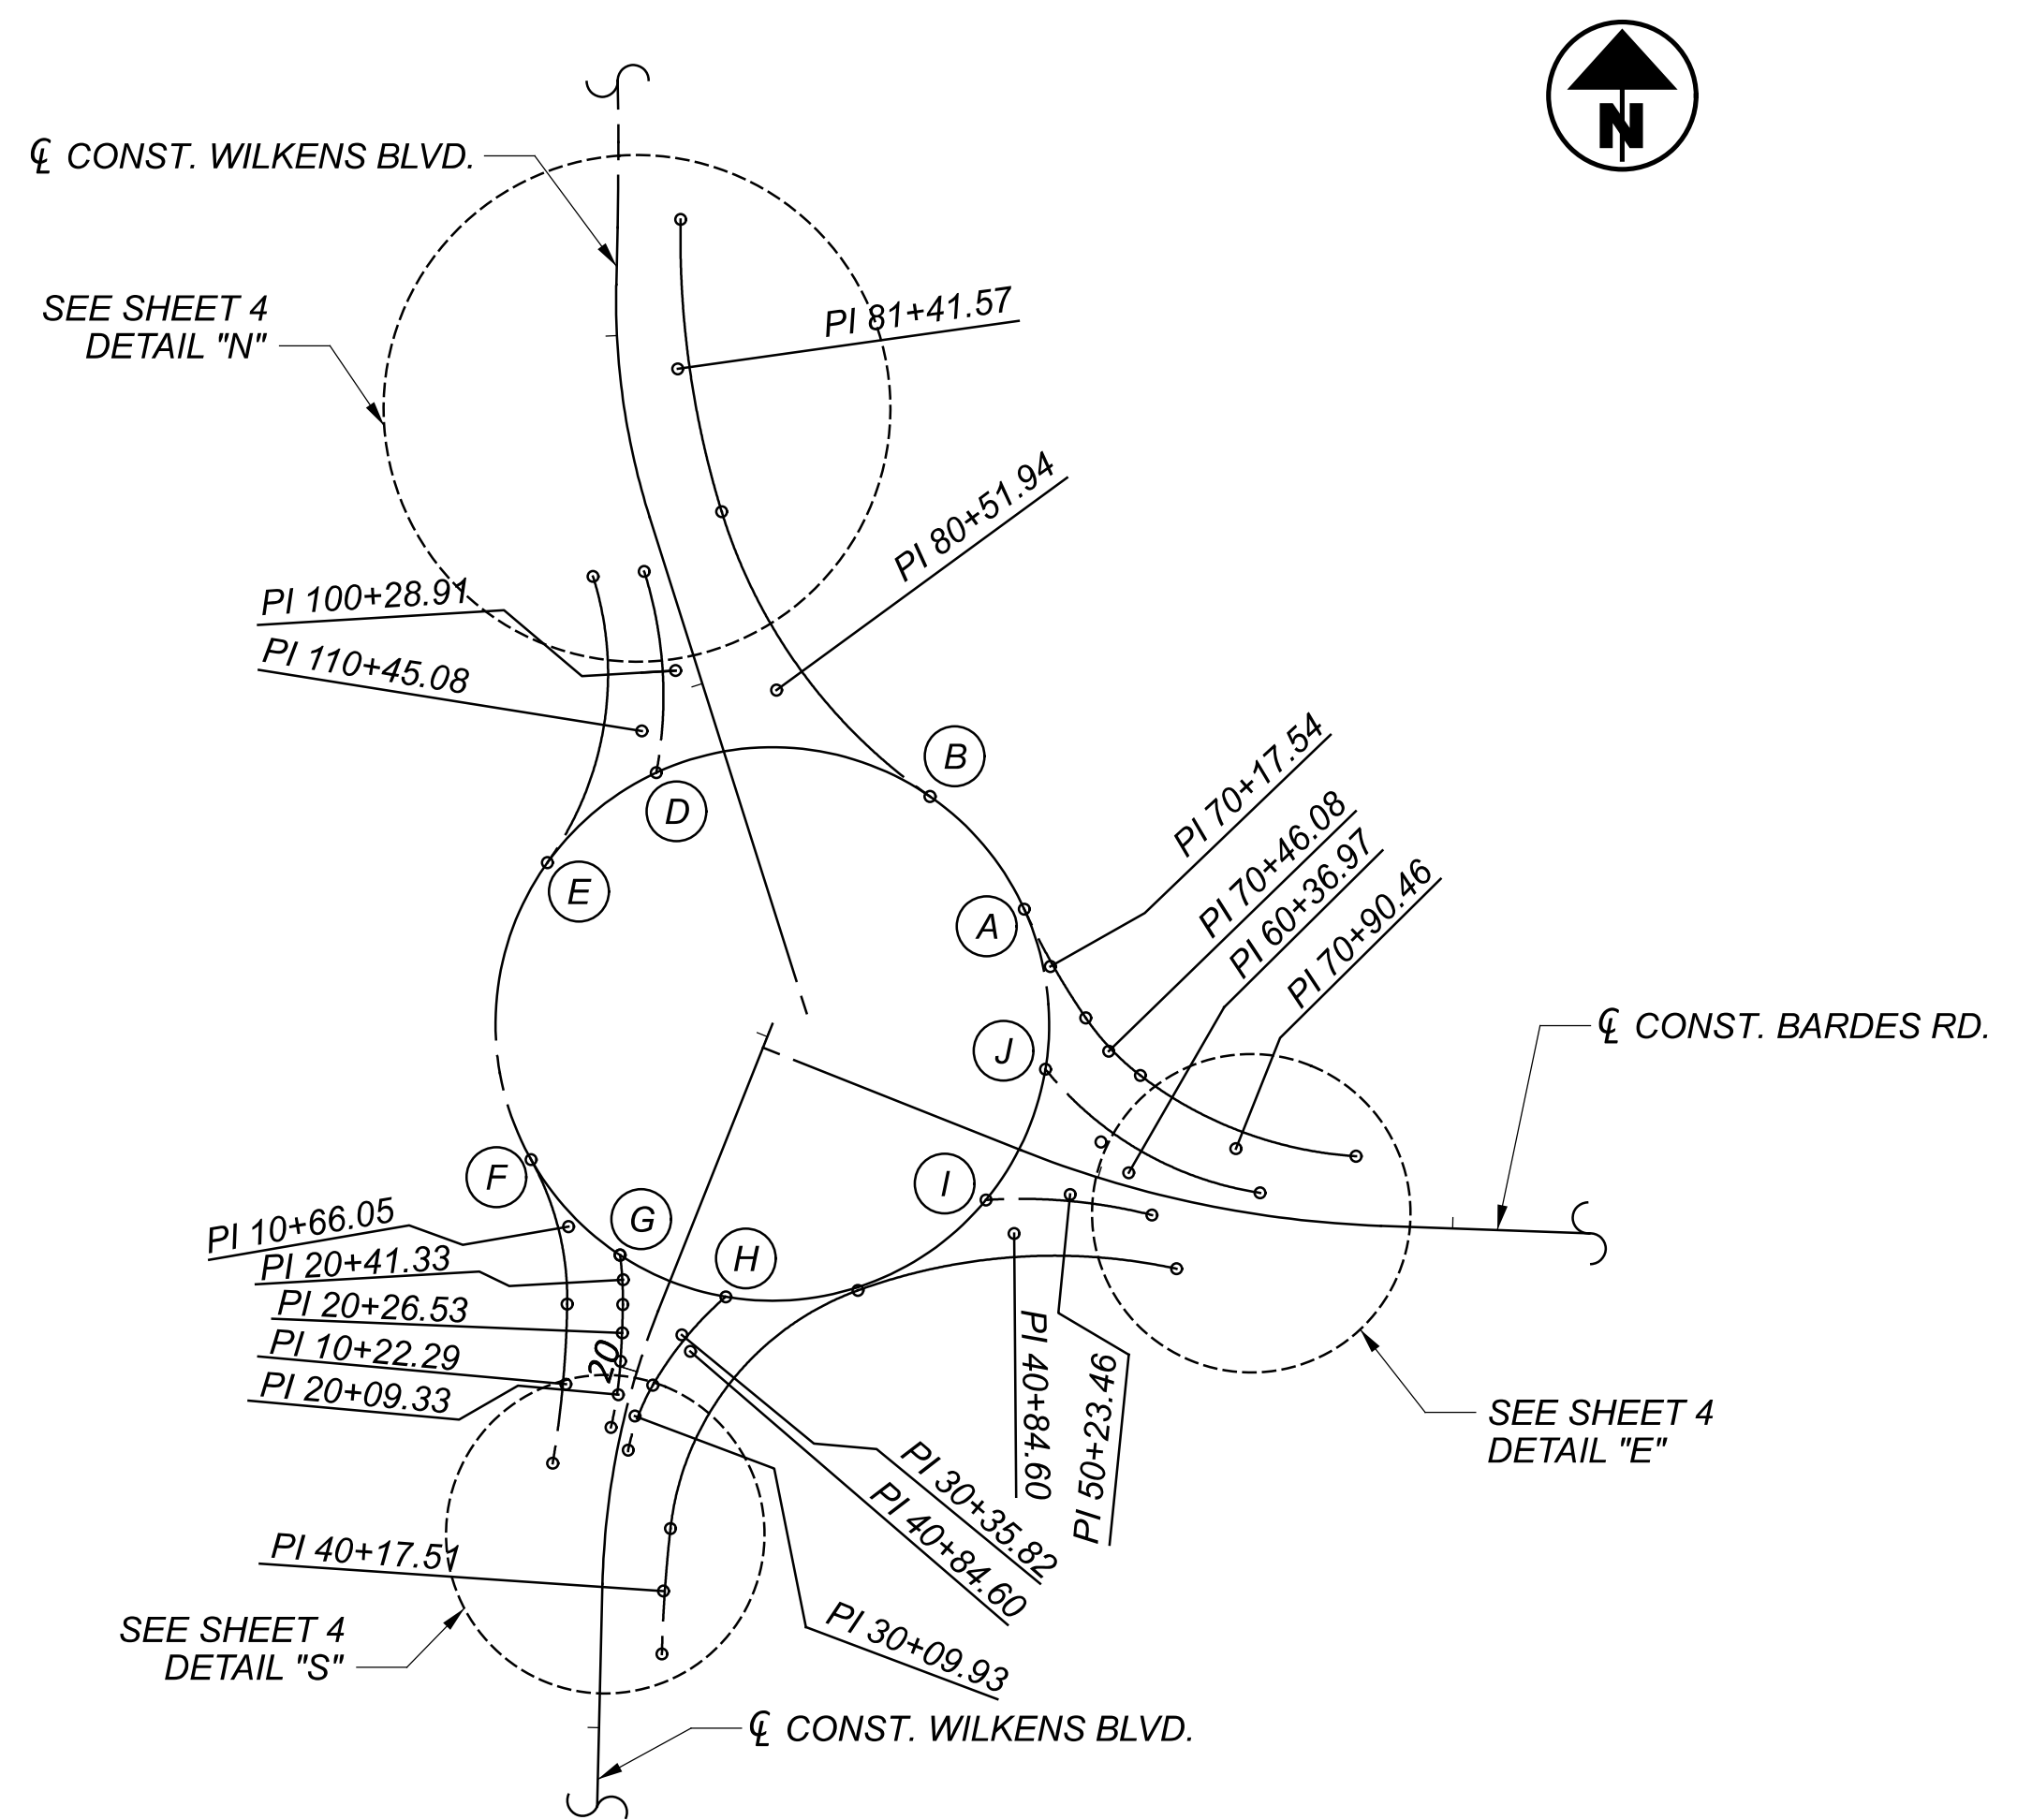 N
℄ CONST. WILKENS BLVD.
SEE SHEET 4
DETAIL "N"
PI 81+41.57
PI 80+51.94
PI 100+28.91
PI 110+45.08
B
D
PI 70+17.54
PI 70+46.08
PI 60+36.97
PI 70+90.46
E
A
J
℄ CONST. BARDES RD.
F
I
G
H
PI 10+66.05
PI 20+41.33
PI 20+26.53
PI 10+22.29
PI 20+09.33
20
PI 40+84.60
PI 50+23.46
SEE SHEET 4
DETAIL "E"
PI 30+35.82
PI 40+84.60
PI 40+17.51
PI 30+09.93
SEE SHEET 4
DETAIL "S"
℄ CONST. WILKENS BLVD.